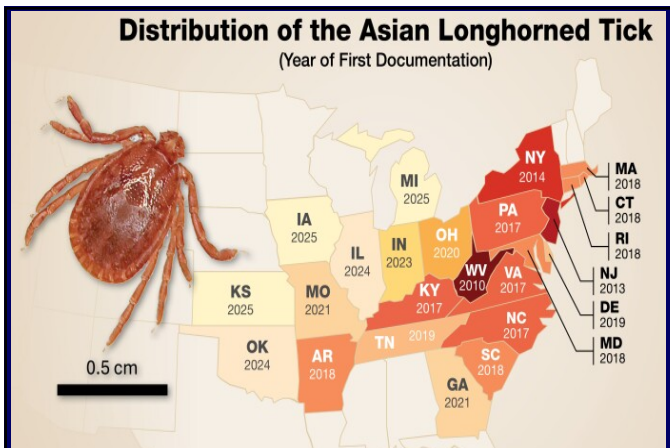 Distribution of the Asian Longhorned Tick
(Year of First Documentation)
NY
2014
MA
2018
MI
2025
PA
2017
CT
2018
IA
2025
OH
2020
RI
2018
IL
2024
IN
2023
WV
2010
NJ
2013
VA
2017
KS
2025
MO
2021
KY
2017
DE
2019
NC
2017
TN 2019
MD
2018
OK
2024
AR
2018
SC
2018
0.5 cm
GA
2021